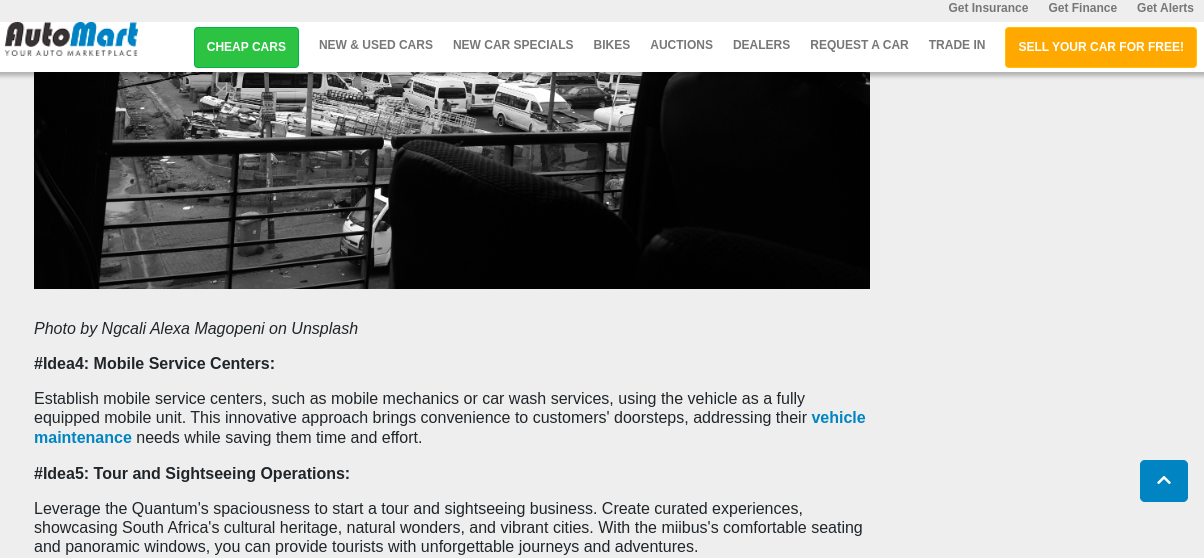 Get Insurance Get Finance Get Alerts
AutoMart
YOUR AUTO MARKETPLACE
CHEAP CARS NEW & USED CARS NEW CAR SPECIALS BIKES AUCTIONS DEALERS REQUEST A CAR TRADE IN SELL YOUR CAR FOR FREE!
Photo by Ngcali Alexa Magopeni on Unsplash
#Idea4: Mobile Service Centers:
Establish mobile service centers, such as mobile mechanics or car wash services, using the vehicle as a fully
equipped mobile unit. This innovative approach brings convenience to customers' doorsteps, addressing their vehicle
maintenance needs while saving them time and effort.
#Idea5: Tour and Sightseeing Operations:
Leverage the Quantum's spaciousness to start a tour and sightseeing business. Create curated experiences,
showcasing South Africa's cultural heritage, natural wonders, and vibrant cities. With the miibus's comfortable seating
and panoramic windows, you can provide tourists with unforgettable journeys and adventures.